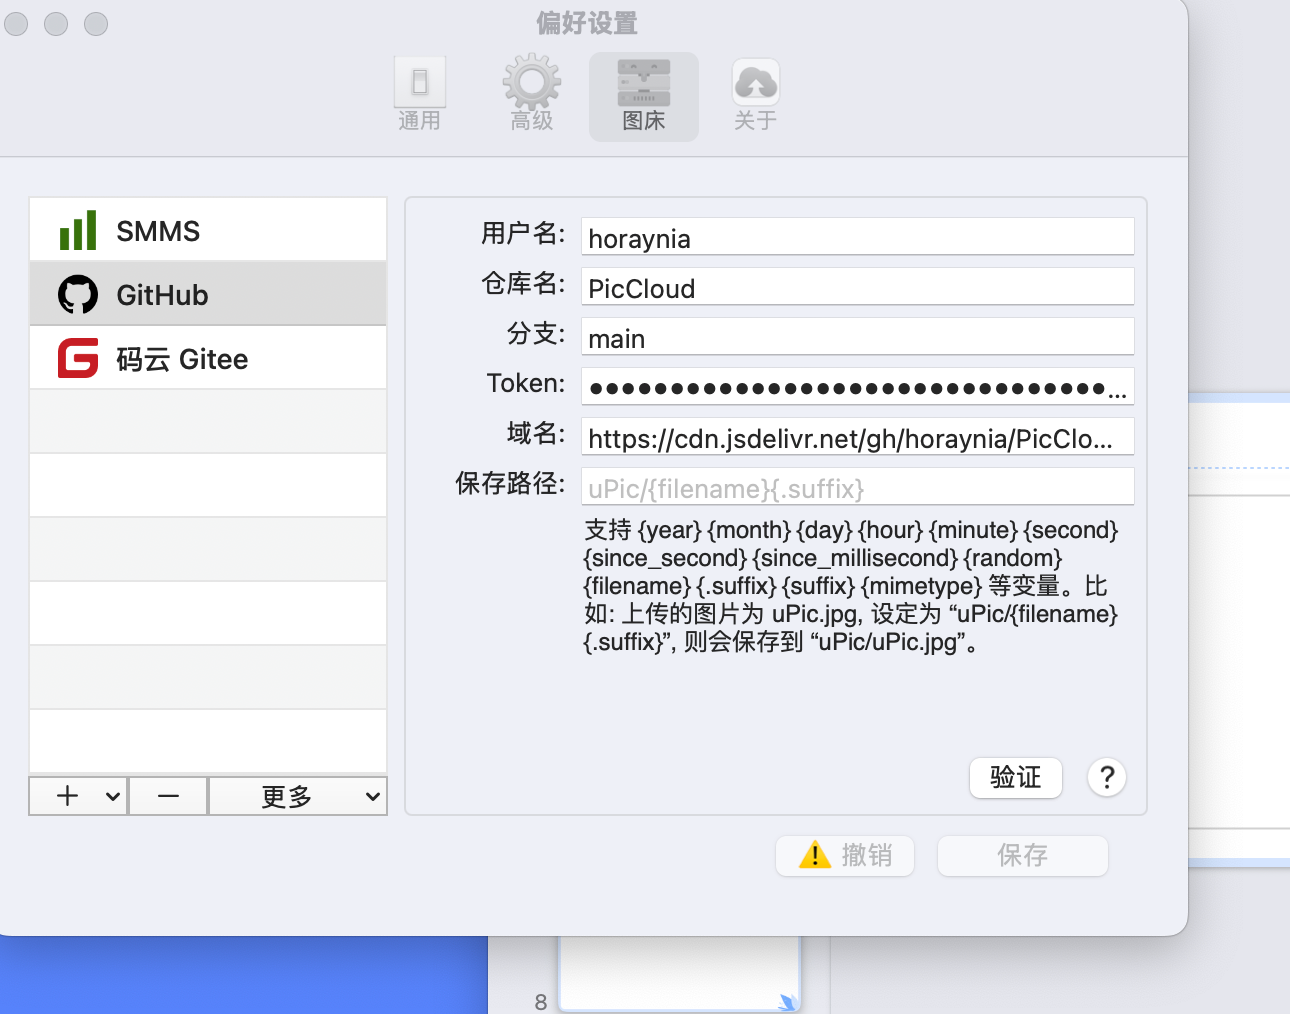 偏好设置
通用
高级
图床
关于
SMMS
GitHub
码云 Gitee
用户名:
horaynia
仓库名:
PicCloud
分支:
main
Token:
●●●●●●●●●●●●●●●●●●●●●●●●●●●●●●●●...
域名:
https://cdn.jsdelivr.net/gh/horaynia/PicClo...
保存路径:
uPic/{filename}{.suffix}
支持 {year} {month} {day} {hour} {minute} {second}
{since_second} {since_millisecond} {random}
{filename} {.suffix} {suffix} {mimetype} 等变量。比
如: 上传的图片为 uPic.jpg, 设定为 “uPic/{filename}
{.suffix}”, 则会保存到 “uPic/uPic.jpg”。
验证
?
更多
撤销
保存
8